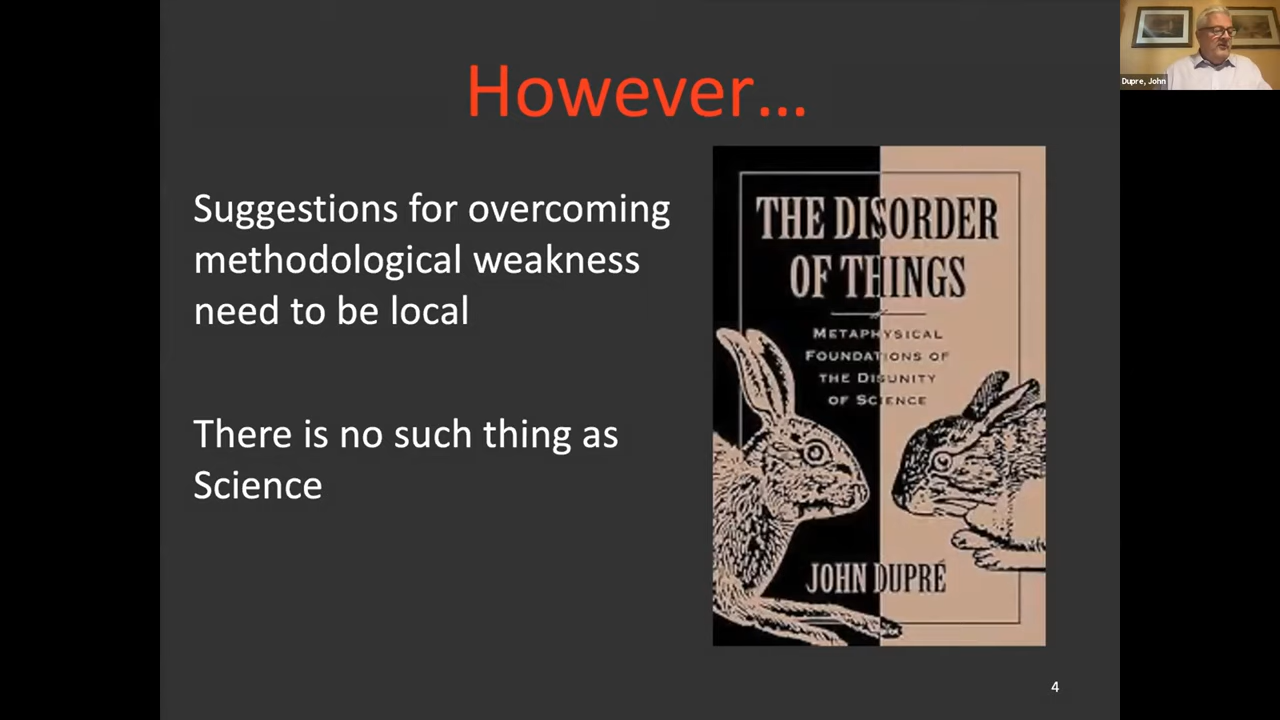 However...
Suggestions for overcoming
methodological weakness
need to be local
There is no such thing as
Science
THE DISORDER
OF THINGS
METAPHYSICAL
FOUNDATIONS OF
THE DISUNITY
OF SCIENCE
JOHN DUPRÉ
4
Dupre, John